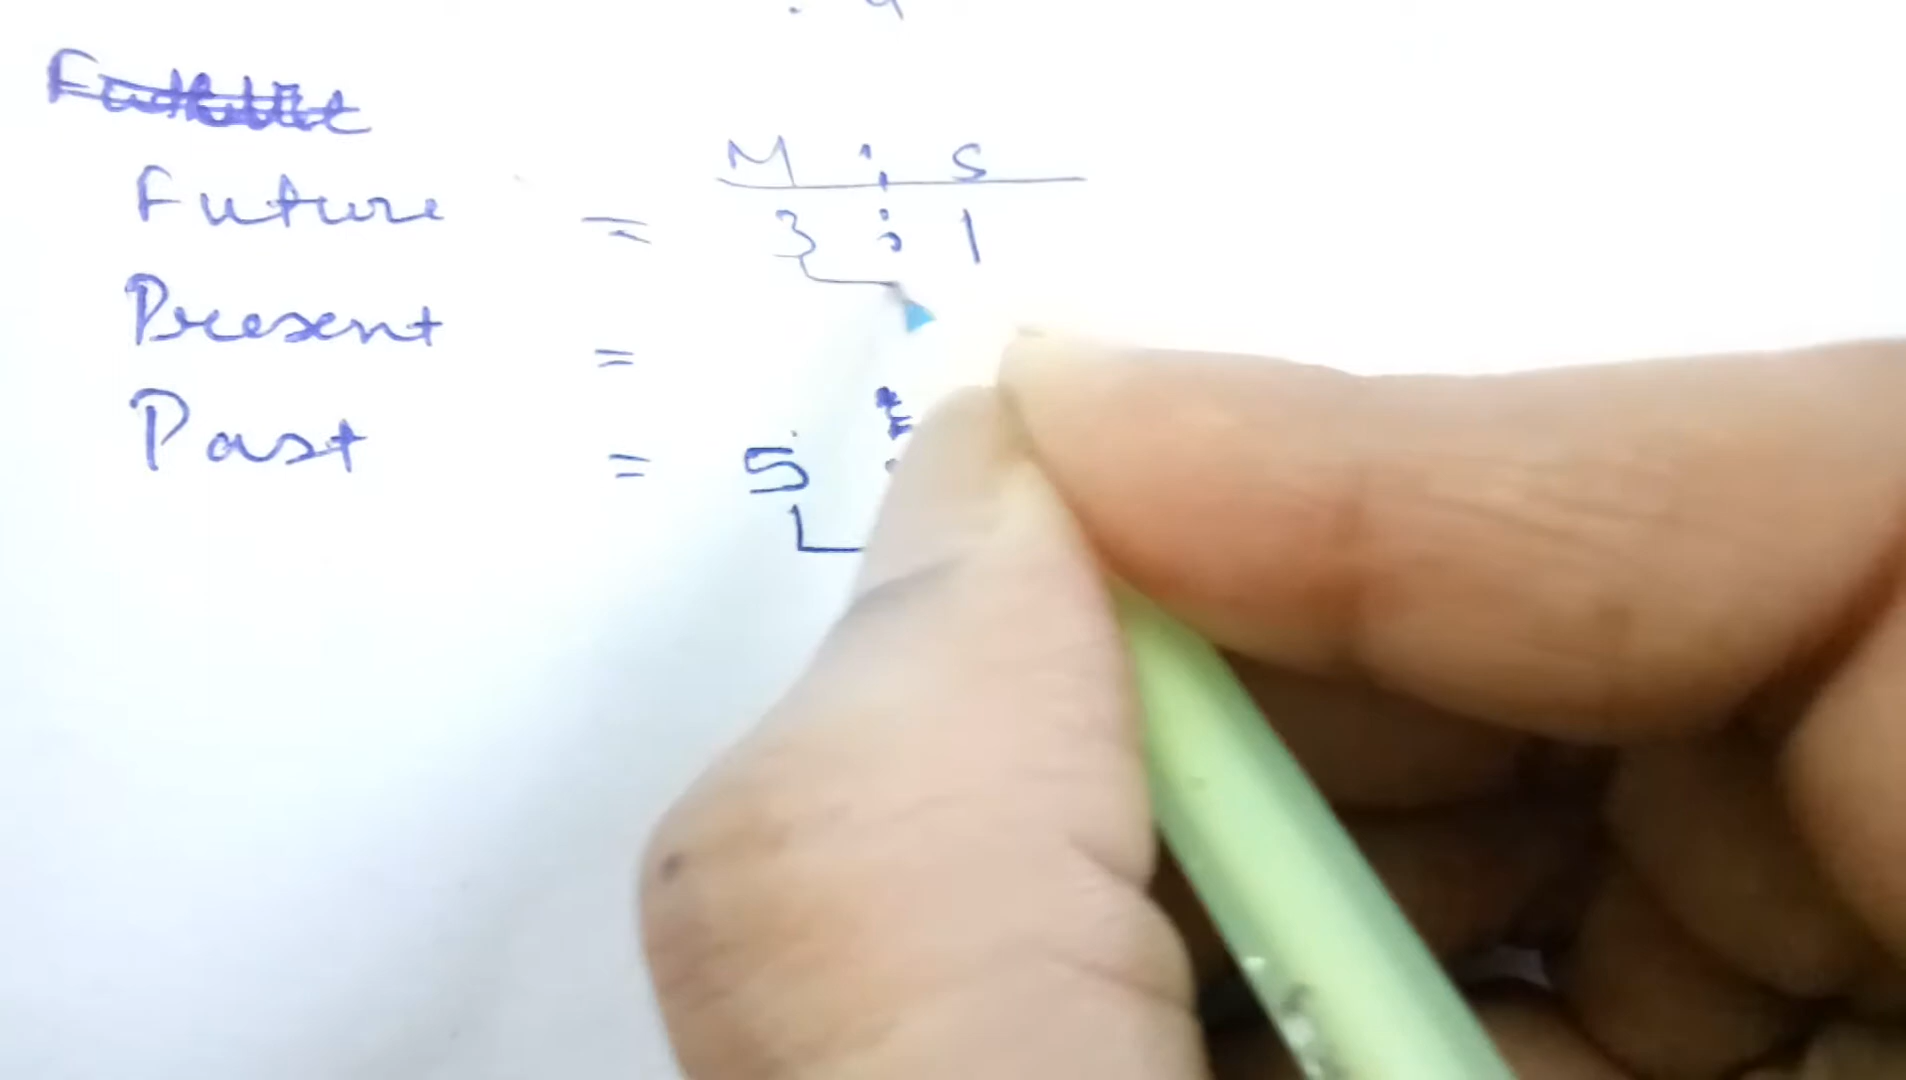 M : S
Future = 3 : 1
Present =
Past = 5